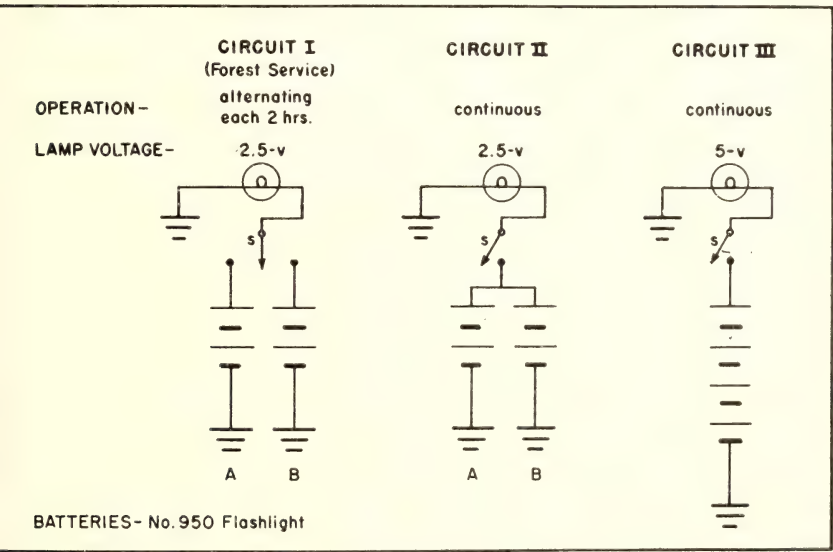 CIRCUIT I CIRCUIT II CIRCUIT III
(Forest Service)
OPERATION- alternating each 2 hrs. continuous continuous
LAMP VOLTAGE- 2.5-v 2.5-v 5-v
S S S
A B A B
BATTERIES- No. 950 Flashlight